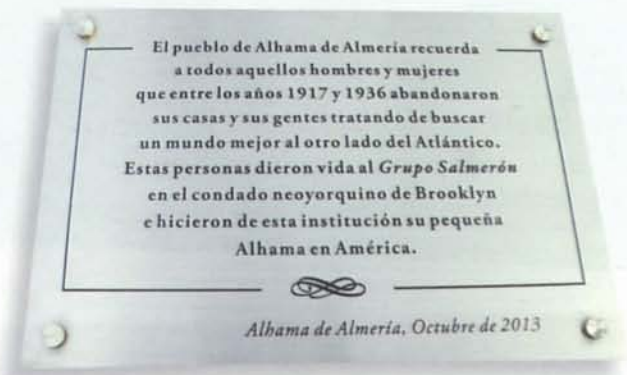 El pueblo de Alhama de Almería recuerda
a todos aquellos hombres y mujeres
que entre los años 1917 y 1936 abandonaron
sus casas y sus gentes tratando de buscar
un mundo mejor al otro lado del Atlántico.
Estas personas dieron vida al Grupo Salmerón
en el condado neoyorquino de Brooklyn
e hicieron de esta institución su pequeña
Alhama en América.
Alhama de Almería, Octubre de 2013